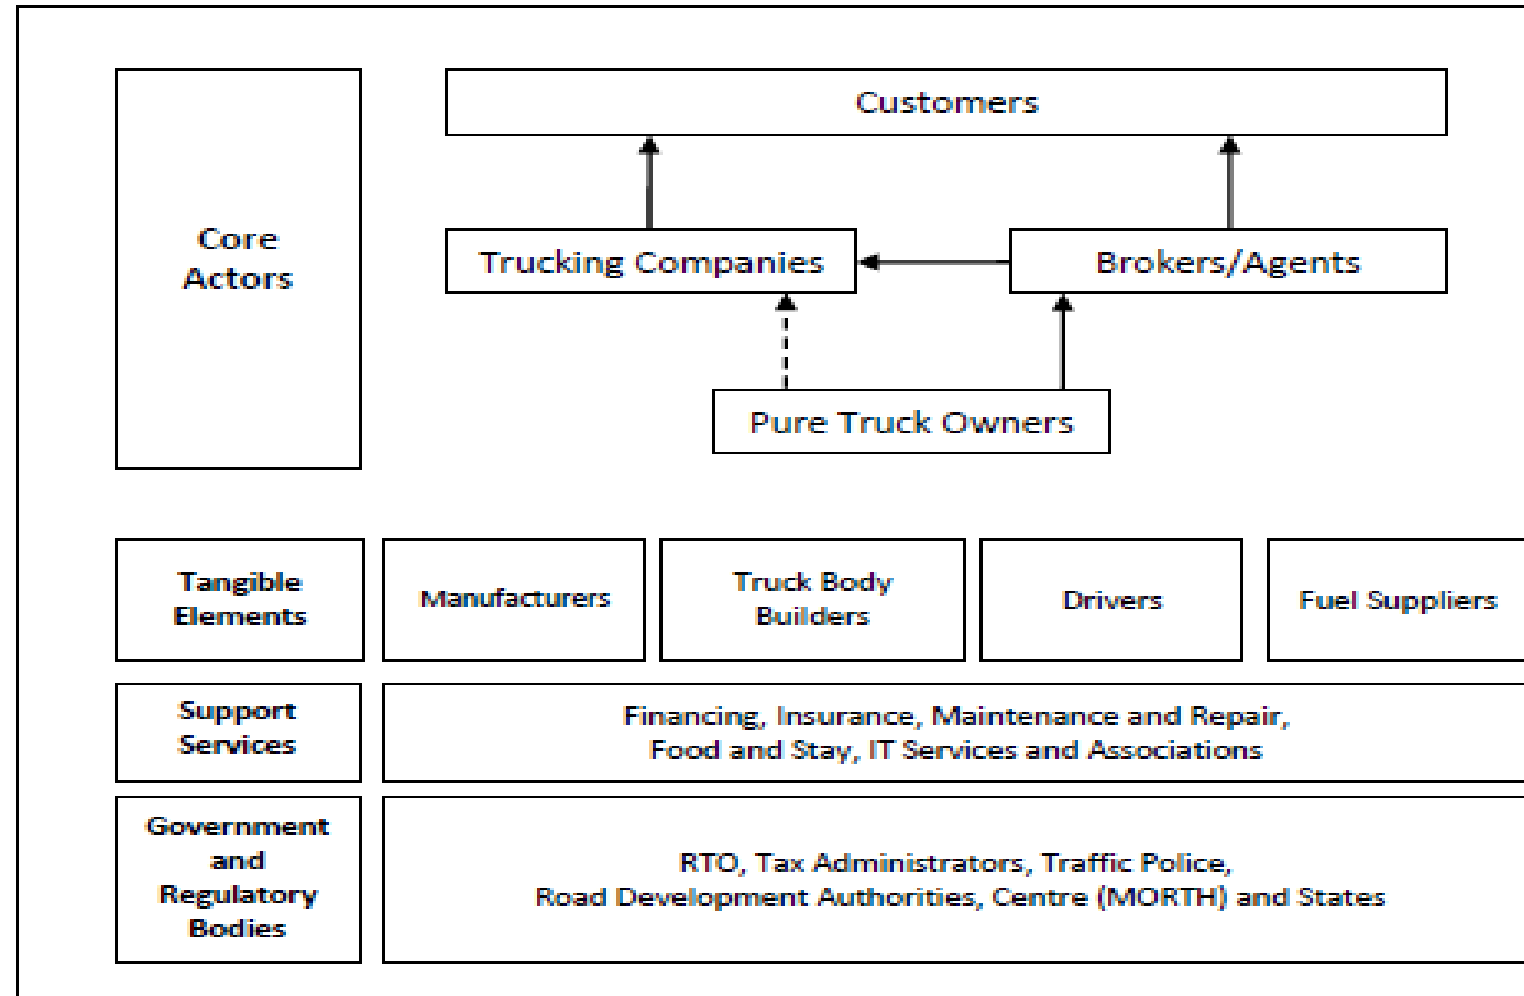 Core
Actors
Customers
Trucking Companies
Brokers/Agents
Pure Truck Owners
Tangible
Elements
Manufacturers
Truck Body
Builders
Drivers
Fuel Suppliers
Support
Services
Financing, Insurance, Maintenance and Repair,
Food and Stay, IT Services and Associations
Government
and
Regulatory
Bodies
RTO, Tax Administrators, Traffic Police,
Road Development Authorities, Centre (MORTH) and States